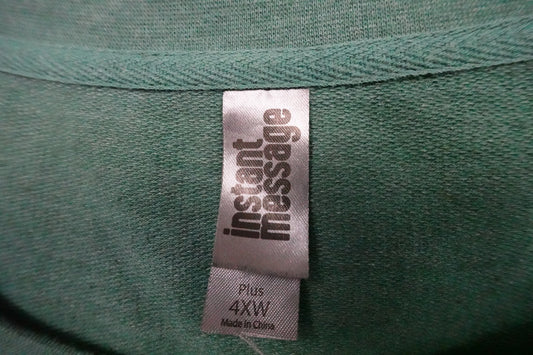 instant
message
Plus
4XW
Made in China